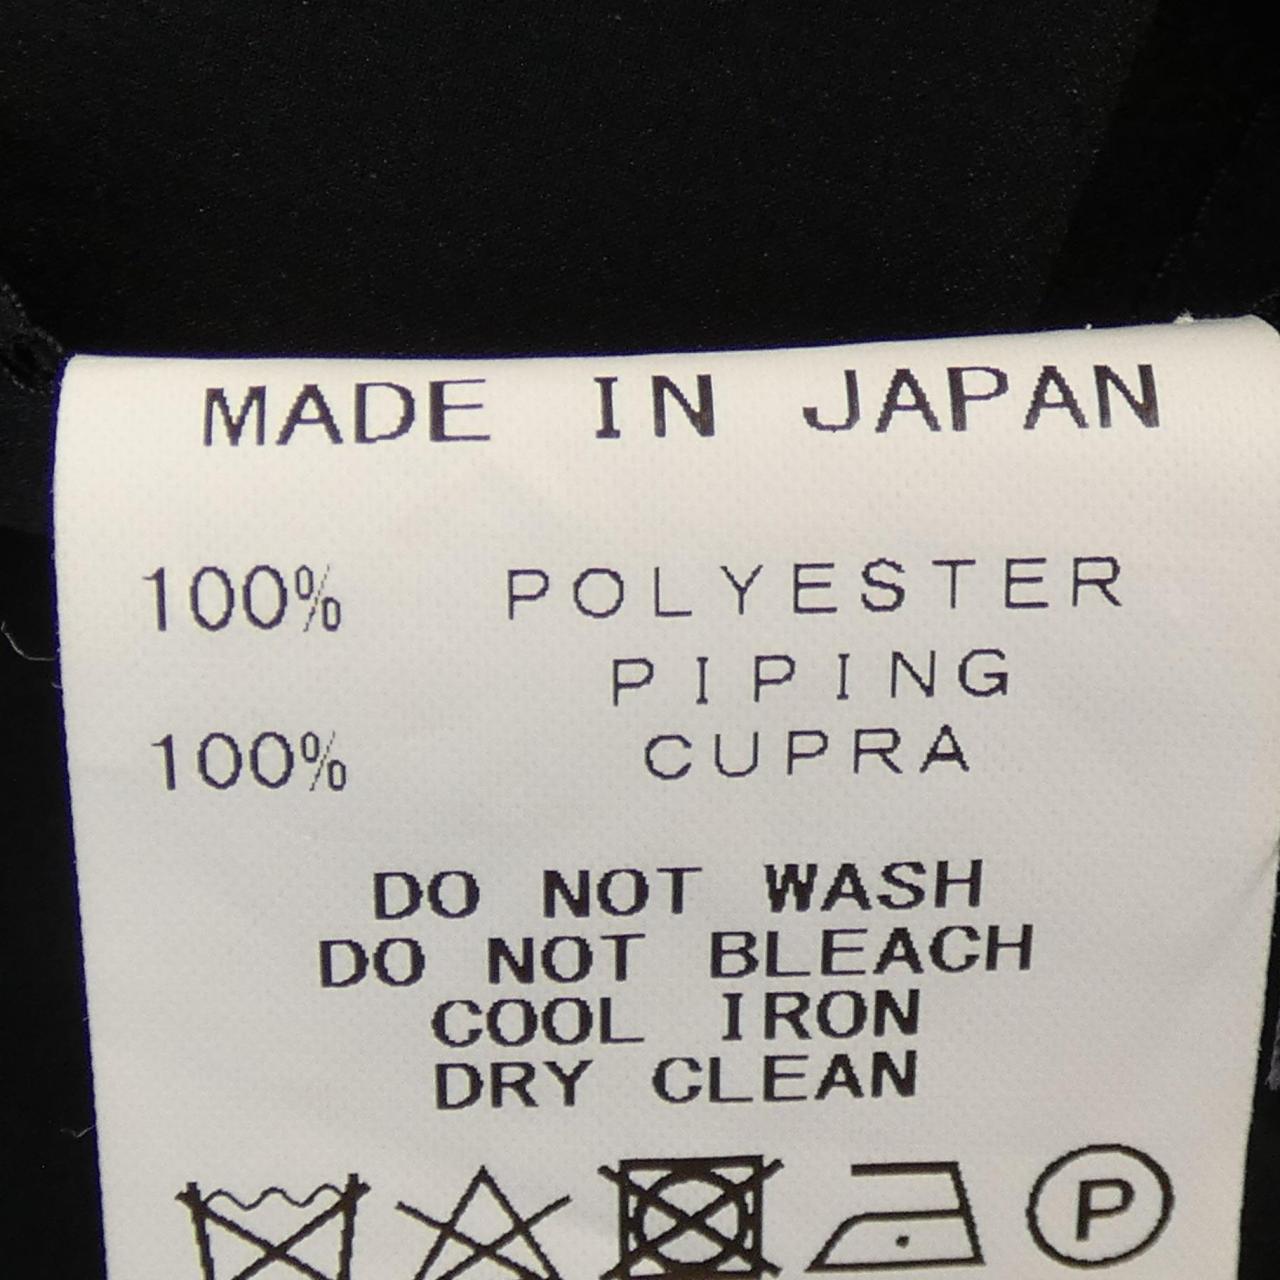 MADE IN JAPAN
100% POLYESTER
PIPING
100% CUPRA
DO NOT WASH
DO NOT BLEACH
COOL IRON
DRY CLEAN
P